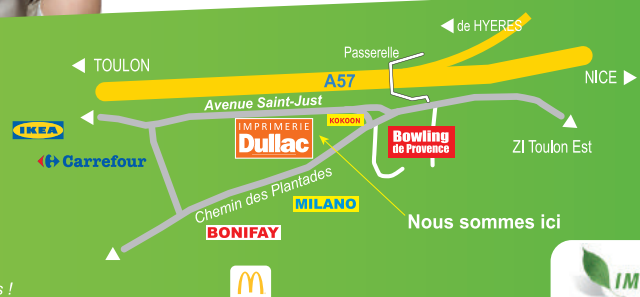 de HYERES
Passerelle
TOULON
NICE
A57
Avenue Saint-Just
IKEA
IMPRIMERIE
Dullac
KOKOON
Bowling
de Provence
ZI Toulon Est
Carrefour
Chemin des Plantades
MILANO
Nous sommes ici
BONIFAY
s !
IM